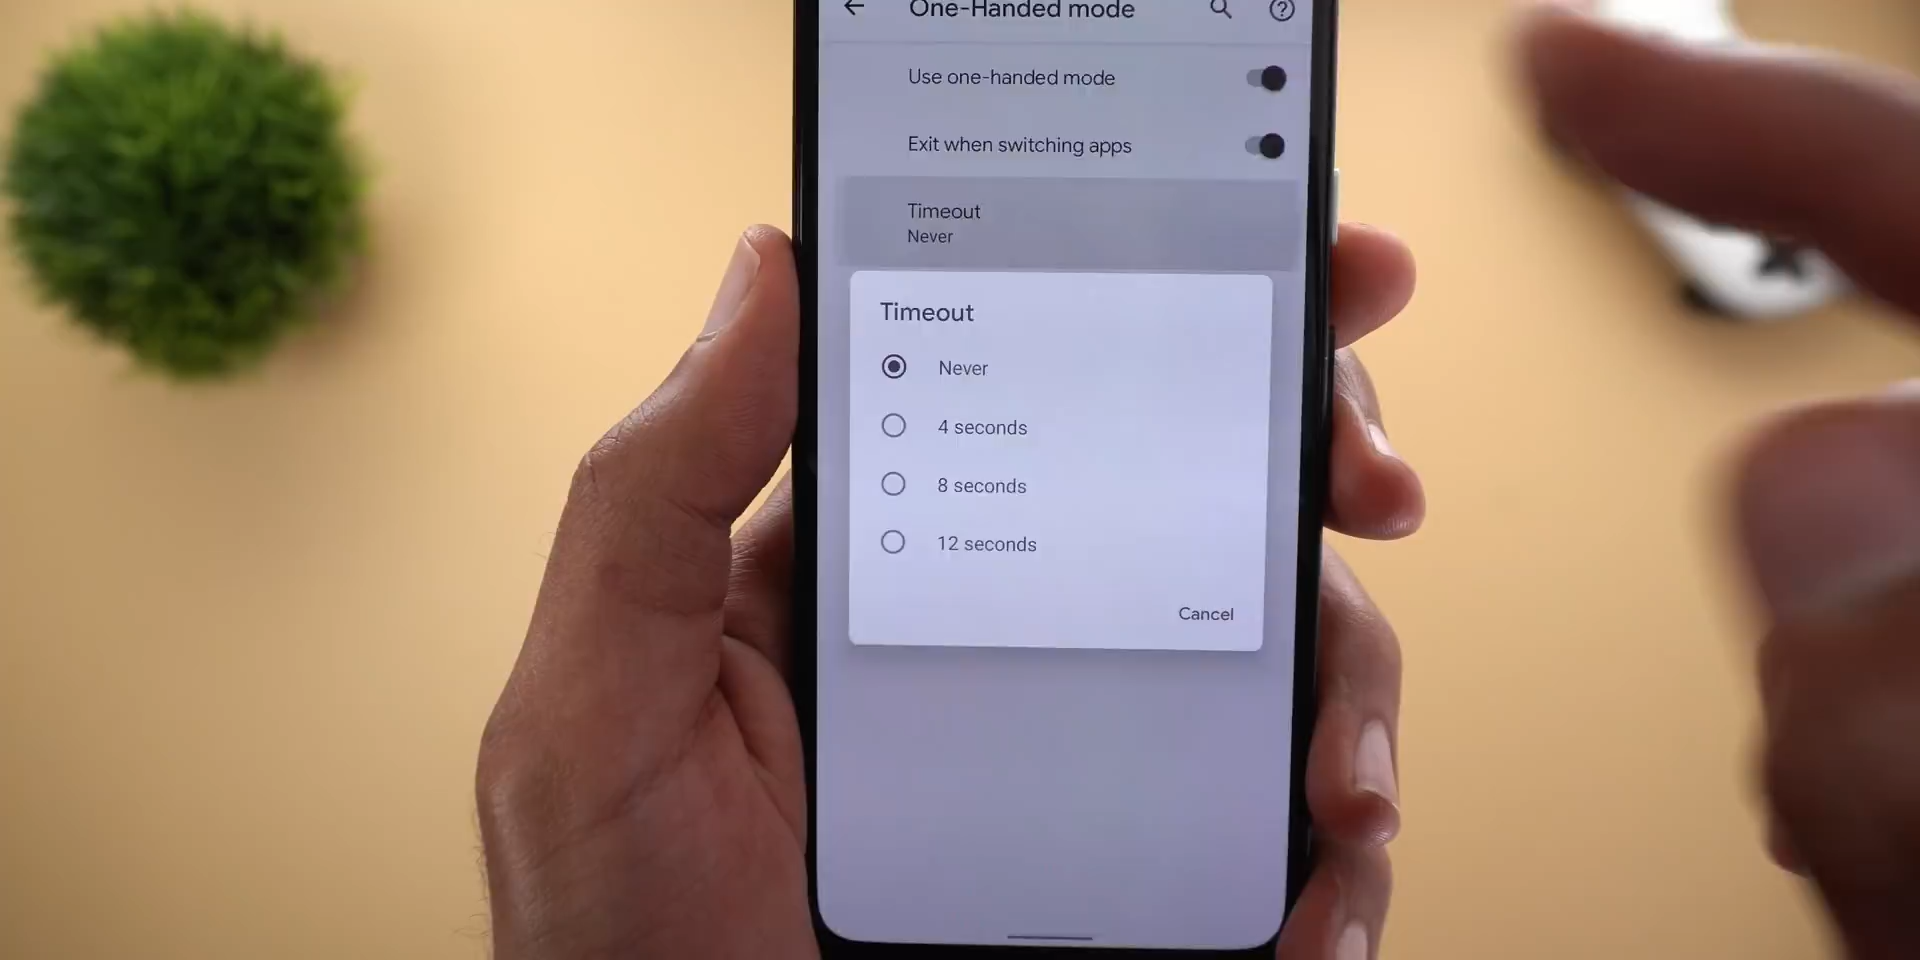 One-Handed mode
Use one-handed mode
Exit when switching apps
Timeout
Never
Timeout
Never
4 seconds
8 seconds
12 seconds
Cancel